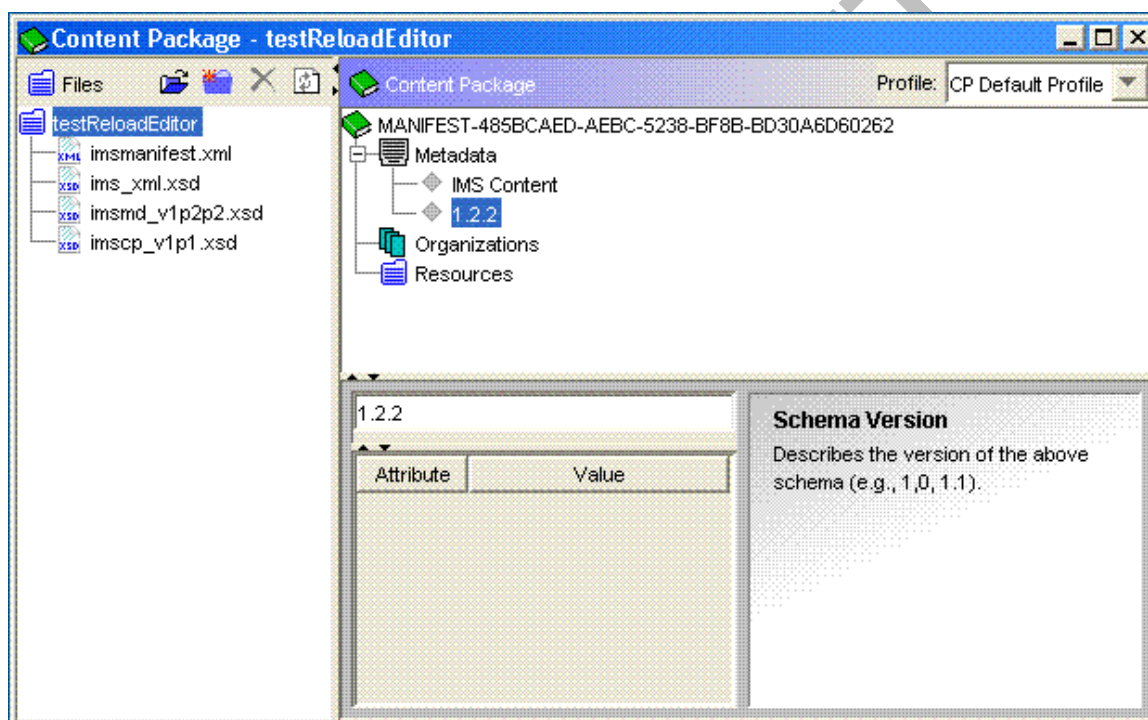 Content Package - testReloadEditor
Files
testReloadEditor
imsmanifest.xml
ims_xml.xsd
imsmd_v1p2p2.xsd
imscp_v1p1.xsd
Content Package
Profile: CP Default Profile
MANIFEST-485BCAED-AEBC-5238-BF8B-BD30A6D60262
Metadata
IMS Content
1.2.2
Organizations
Resources
1.2.2
Attribute Value
Schema Version
Describes the version of the above
schema (e.g., 1,0, 1.1).